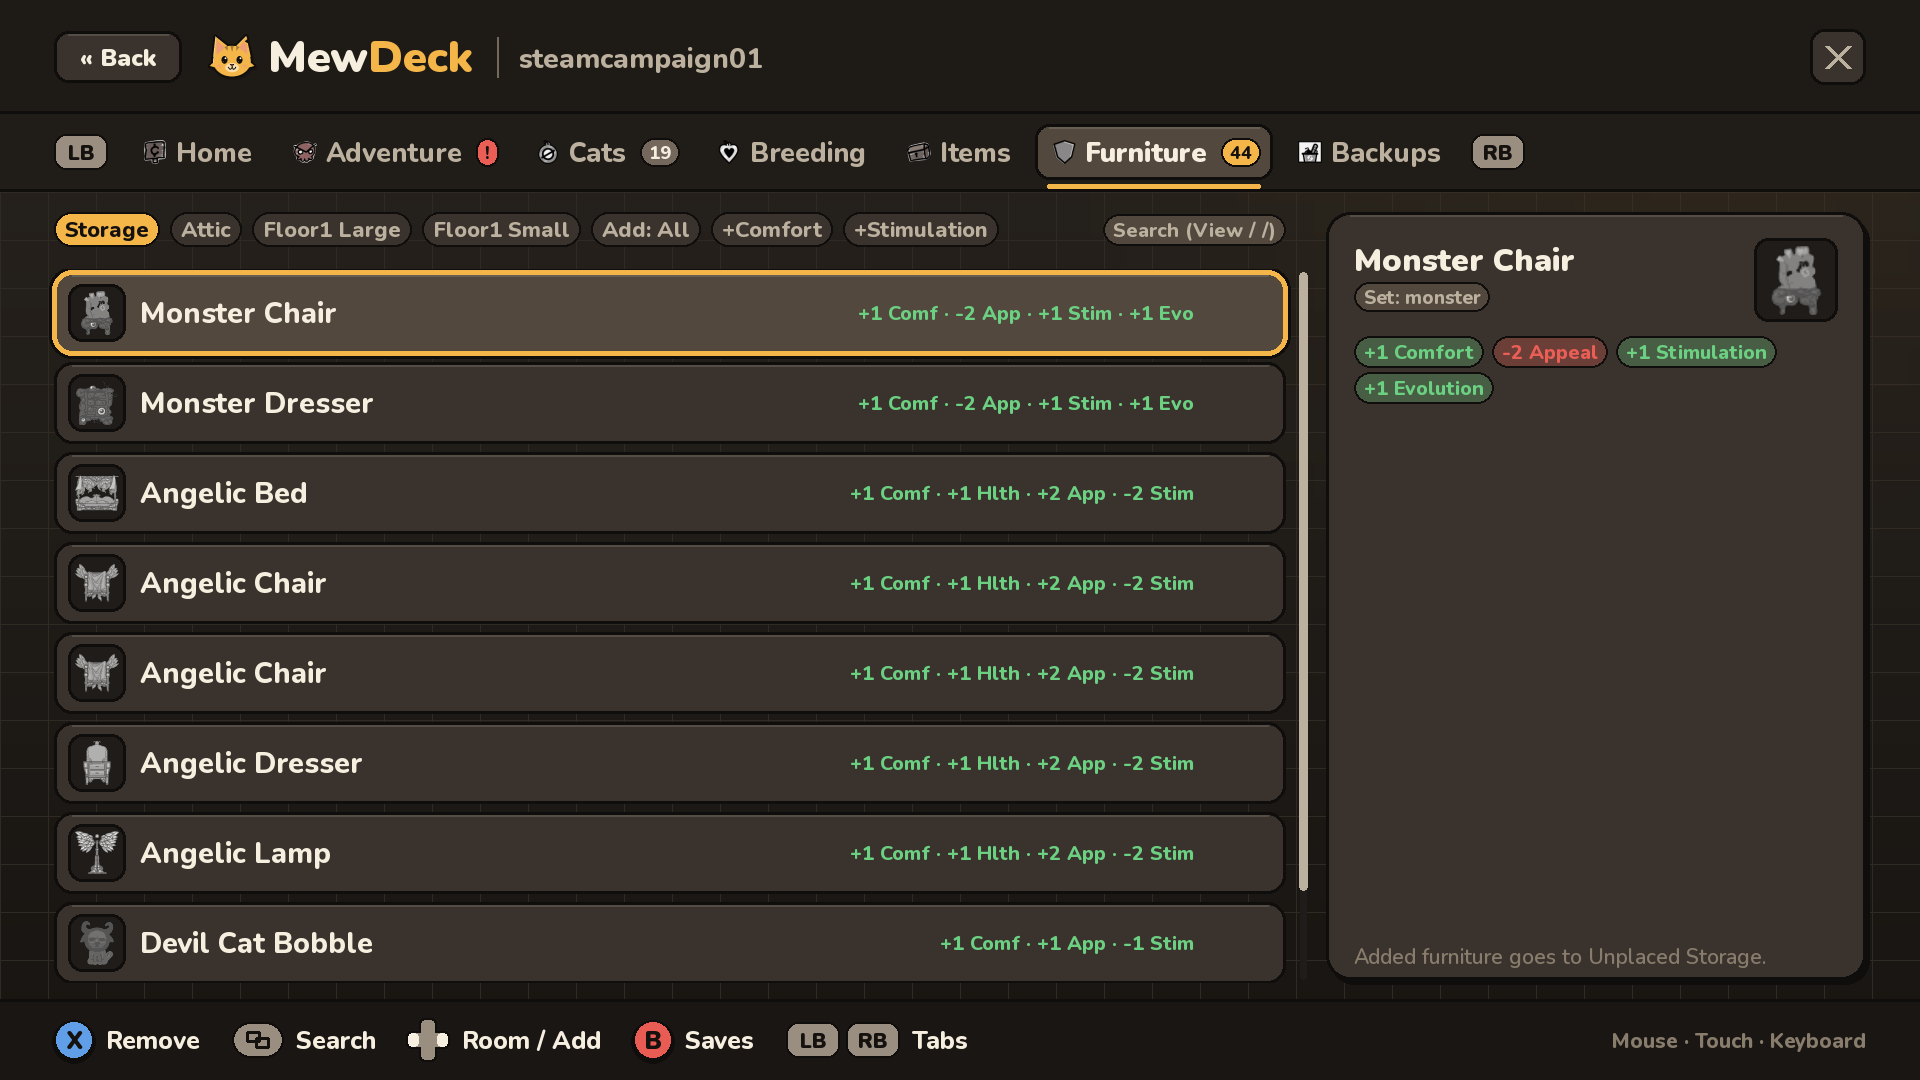 « Back
MewDeck
steamcampaign01
LB Home Adventure ! Cats 19 Breeding Items Furniture 44 Backups RB
Storage Attic Floor1 Large Floor1 Small Add: All +Comfort +Stimulation Search (View / /)
Monster Chair +1 Comf · -2 App · +1 Stim · +1 Evo
Monster Dresser +1 Comf · -2 App · +1 Stim · +1 Evo
Angelic Bed +1 Comf · +1 Hlth · +2 App · -2 Stim
Angelic Chair +1 Comf · +1 Hlth · +2 App · -2 Stim
Angelic Chair +1 Comf · +1 Hlth · +2 App · -2 Stim
Angelic Dresser +1 Comf · +1 Hlth · +2 App · -2 Stim
Angelic Lamp +1 Comf · +1 Hlth · +2 App · -2 Stim
Devil Cat Bobble +1 Comf · +1 App · -1 Stim
Monster Chair
Set: monster
+1 Comfort -2 Appeal +1 Stimulation
+1 Evolution
Added furniture goes to Unplaced Storage.
X Remove Search Room / Add B Saves LB RB Tabs
Mouse · Touch · Keyboard